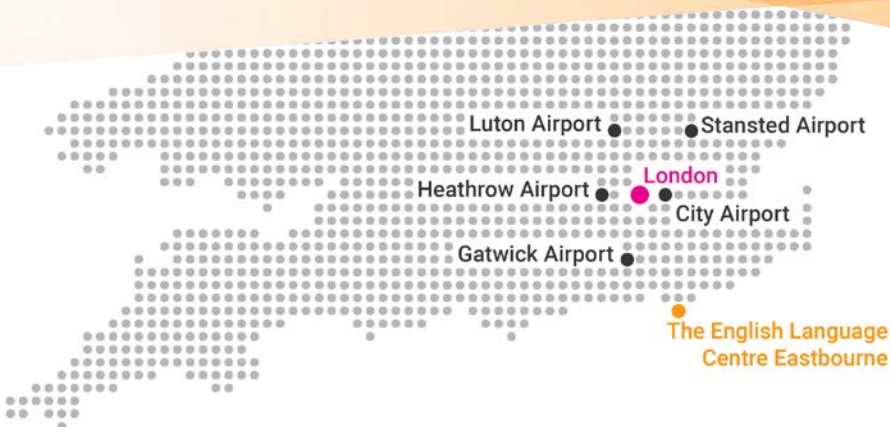 Luton Airport
Stansted Airport
London
Heathrow Airport
City Airport
Gatwick Airport
The English Language
Centre Eastbourne